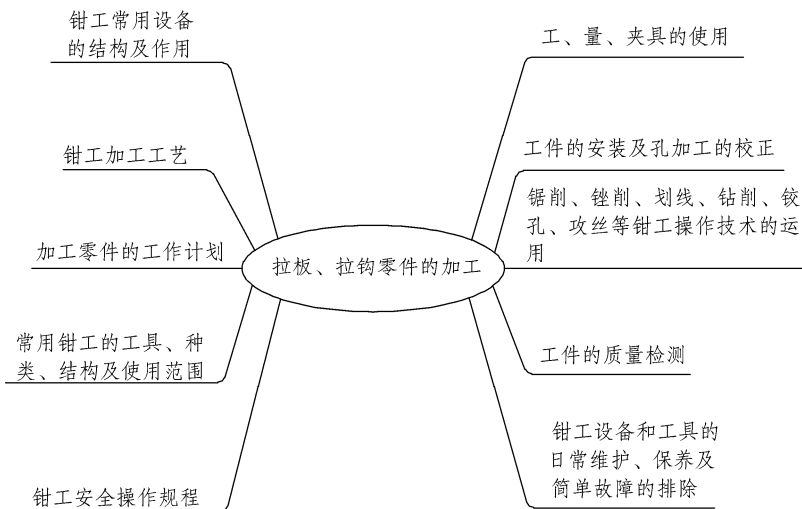 钳工常用设备
的结构及作用
钳工加工工艺
加工零件的工作计划
常用钳工的工具、种
类、结构及使用范围
钳工安全操作规程
拉板、拉钩零件的加工
工、量、夹具的使用
工件的安装及孔加工的校正
锯削、锉削、划线、钻削、铰
孔、攻丝等钳工操作技术的运
用
工件的质量检测
钳工设备和工具的
日常维护、保养及
简单故障的排除